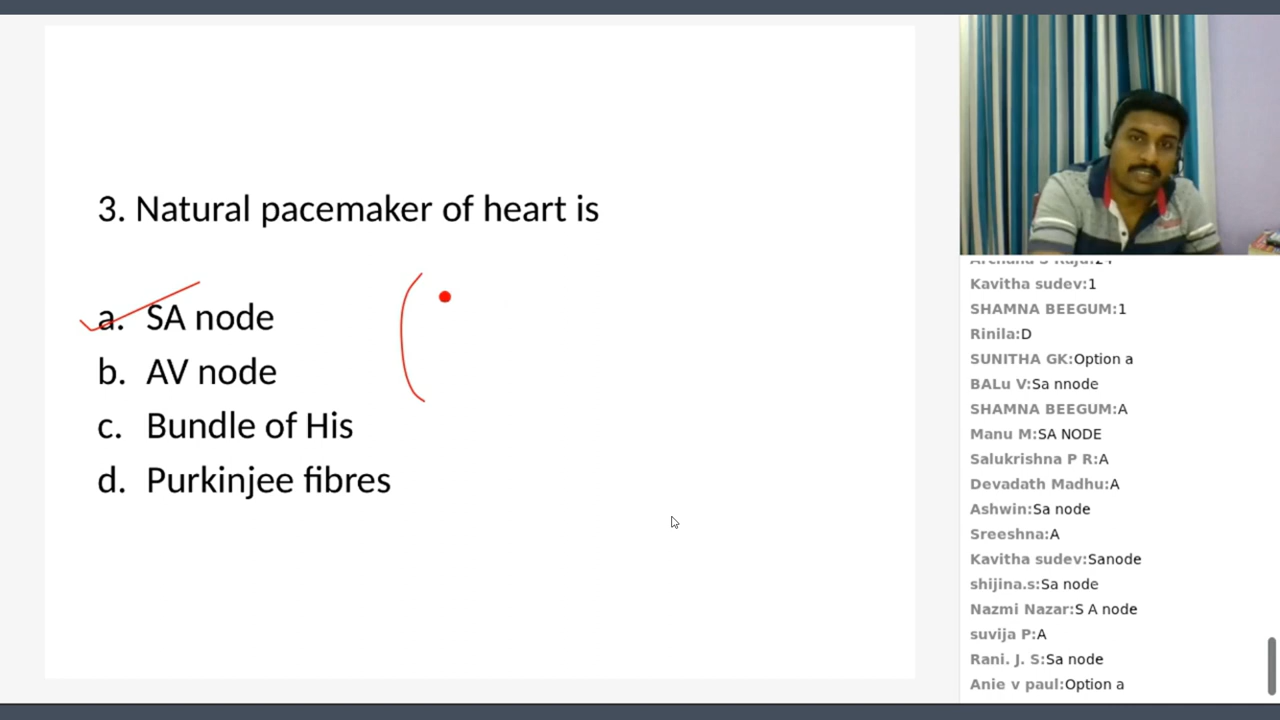 3. Natural pacemaker of heart is
a. SA node
b. AV node
c. Bundle of His
d. Purkinjee fibres
Kavitha sudev:1
SHAMNA BEEGUM:1
Rinila:D
SUNITHA GK:Option a
BALu V:Sa nnode
SHAMNA BEEGUM:A
Manu M:SA NODE
Salukrishna P R:A
Devadath Madhu:A
Ashwin:Sa node
Sreeshna:A
Kavitha sudev:Sanode
shijina.s:Sa node
Nazmi Nazar:S A node
suvija P:A
Rani. J. S:Sa node
Anie v paul:Option a